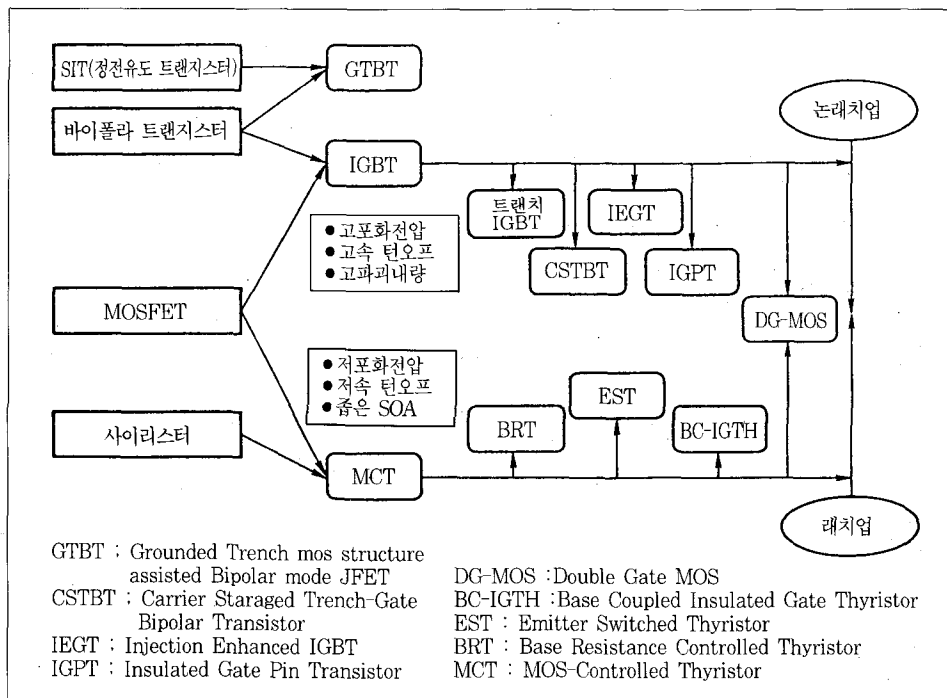 SIT(정전유도 트랜지스터)
GTBT
바이폴라 트랜지스터
논래치업
IGBT
트랜치
IGBT
IEGT
CSTBT
IGPT
● 고포화전압
● 고속 턴오프
● 고파괴내량
MOSFET
DG-MOS
● 저포화전압
● 저속 턴오프
● 좁은 SOA
EST
BRT
BC-IGTH
사이리스터
MCT
래치업
GTBT ; Grounded Trench mos structure
assisted Bipolar mode JFET
CSTBT ; Carrier Staraged Trench-Gate
Bipolar Transistor
IEGT ; Injection Enhanced IGBT
IGPT ; Insulated Gate Pin Transistor
DG-MOS :Double Gate MOS
BC-IGTH :Base Coupled Insulated Gate Thyristor
EST : Emitter Switched Thyristor
BRT : Base Resistance Controlled Thyristor
MCT : MOS-Controlled Thyristor